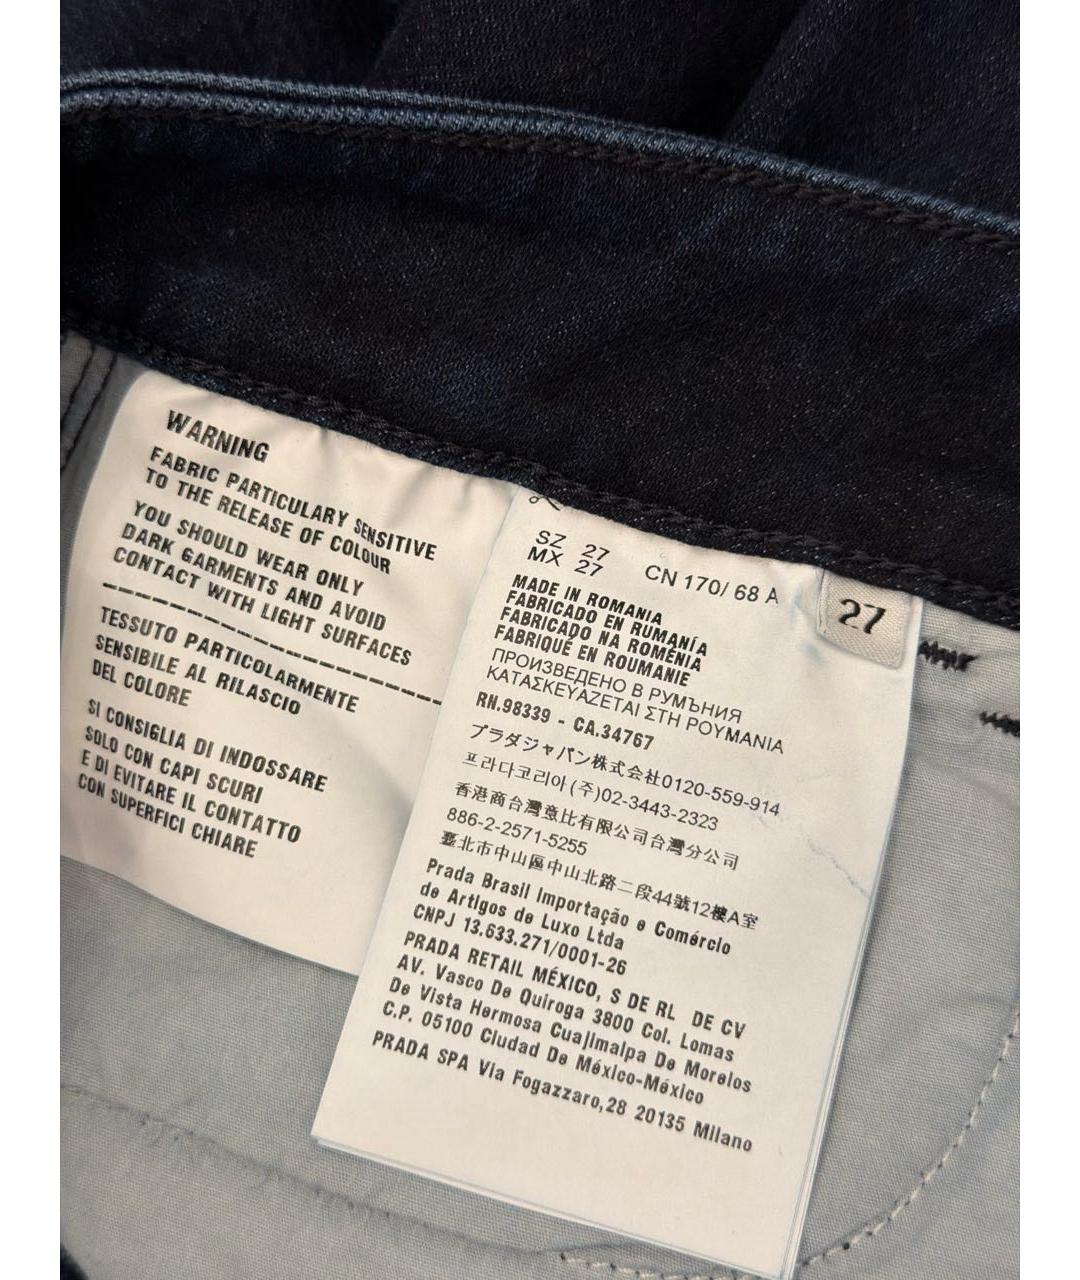 WARNING
FABRIC PARTICULARY SENSITIVE
TO THE RELEASE OF COLOUR
YOU SHOULD WEAR ONLY
DARK GARMENTS AND AVOID
CONTACT WITH LIGHT SURFACES
TESSUTO PARTICOLARMENTE
SENSIBILE AL RILASCIO
DEL COLORE
SI CONSIGLIA DI INDOSSARE
SOLO CON CAPI SCURI
E DI EVITARE IL CONTATTO
CON SUPERFICI CHIARE
SZ 27
MX 27
CN 170/ 68 A
27
MADE IN ROMANIA
FABRICADO EN RUMANÍA
FABRICADO NA ROMÉNIA
FABRIQUÉ EN ROUMANIE
ПРОИЗВЕДЕНО В РУМЪНИЯ
ΚΑΤΑΣΚΕΥΆΖΕΤΑΙ ΣΤΗ ΡΟΥΜΑΝΙΑ
RN.98339 - CA.34767
プラダジャパン株式会社0120-559-914
프라다코리아(주)02-3443-2323
香港商台灣意比有限公司台灣分公司
886-2-2571-5255
臺北市中山區中山北路二段44號12樓A室
Prada Brasil Importação e Comércio
de Artigos de Luxo Ltda
CNPJ 13.633.271/0001-26
PRADA RETAIL MÉXICO, S DE RL DE CV
AV. Vasco De Quiroga 3800 Col. Lomas
De Vista Hermosa Cuajimalpa De Morelos
C.P. 05100 Ciudad De México-México
PRADA SPA Via Fogazzaro,28 20135 Milano